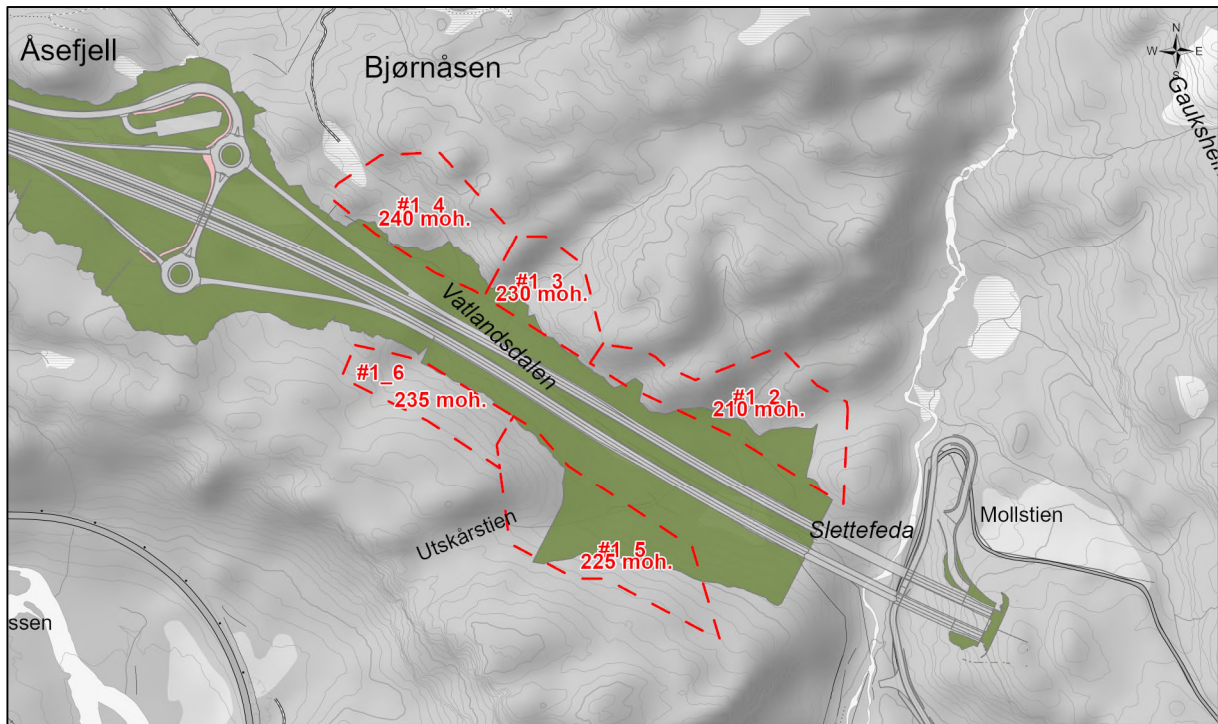 Åsefjell
Bjørnåsen
N
W E
S
Gaukshei
#1_4
240 moh.
#1_3
230 moh.
Vatlandsdalen
#1_6
235 moh.
#1_2
210 moh.
Utskårstien
#1_5
225 moh.
Slettefeda
Mollstien
ssen